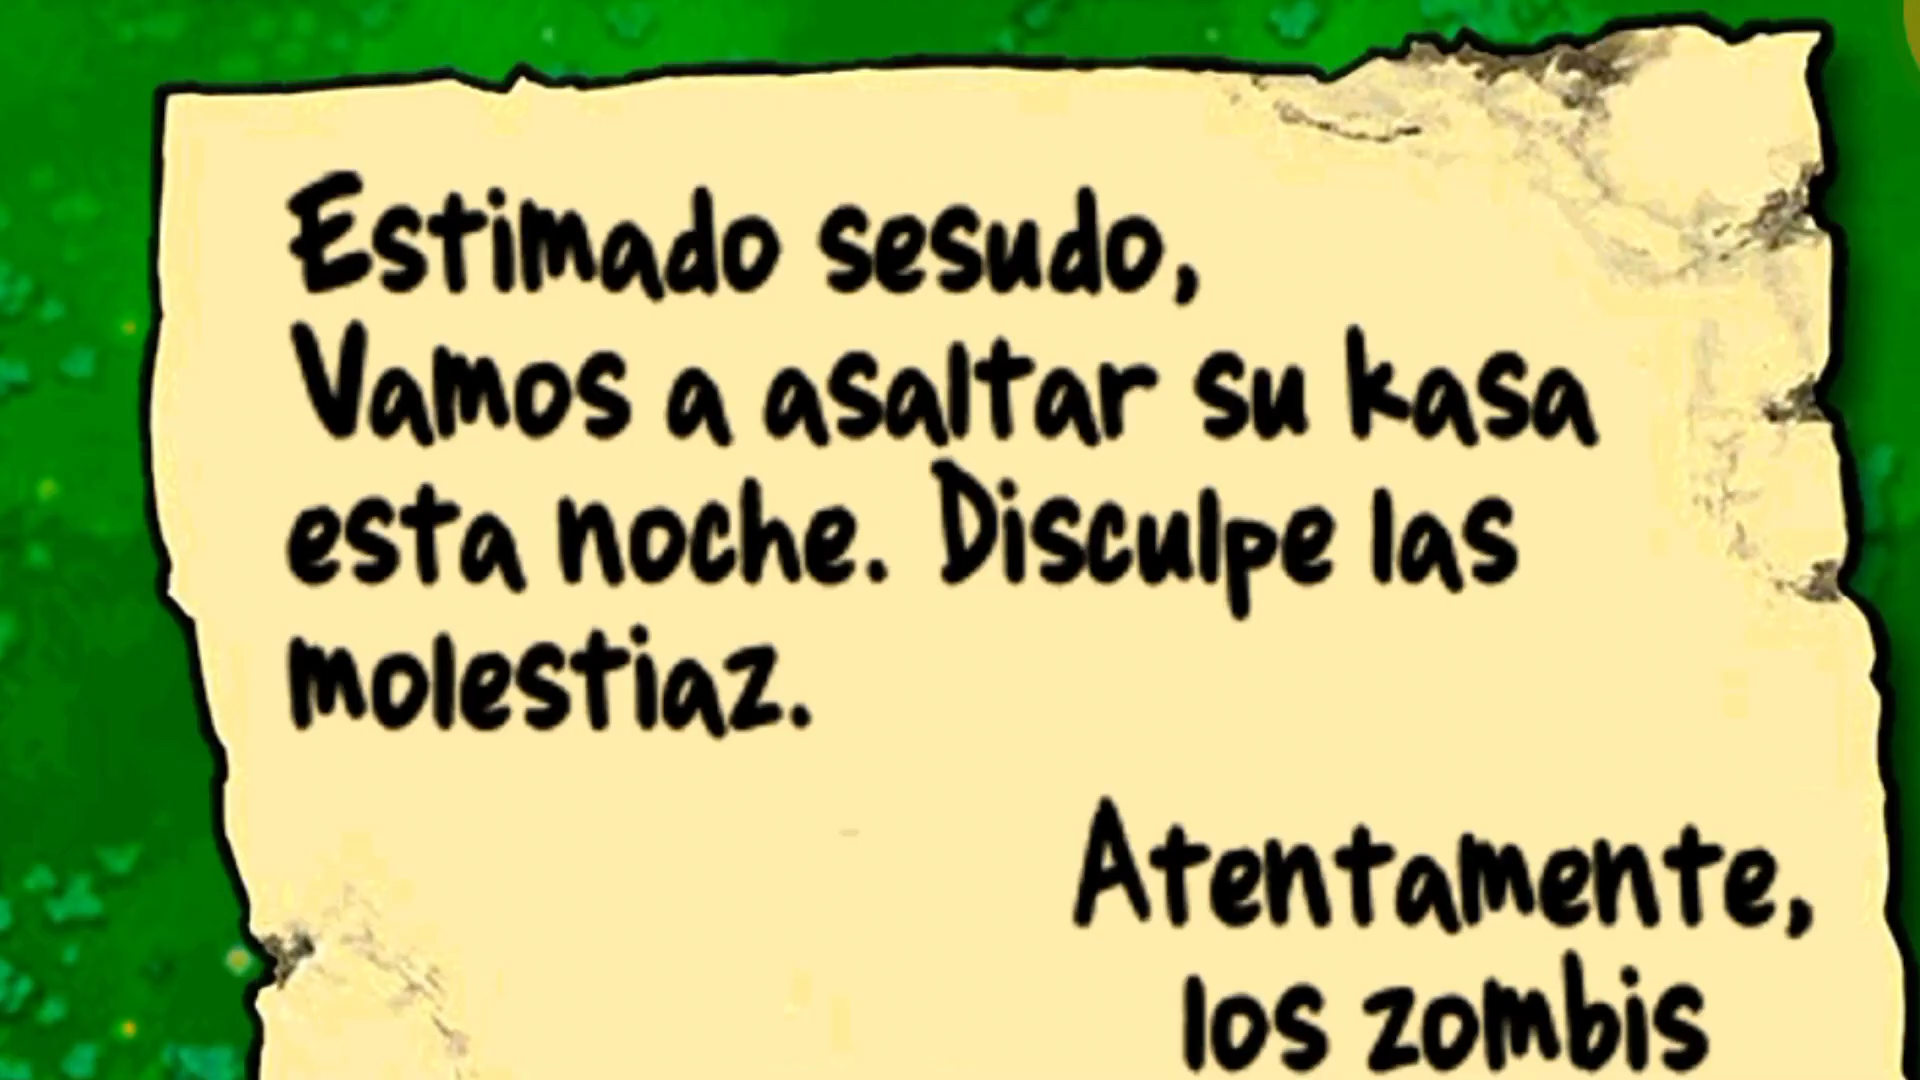 Estimado sesudo,
Vamos a asaltar su kasa
esta noche. Disculpe las
molestiaz.
Atentamente,
los zombis